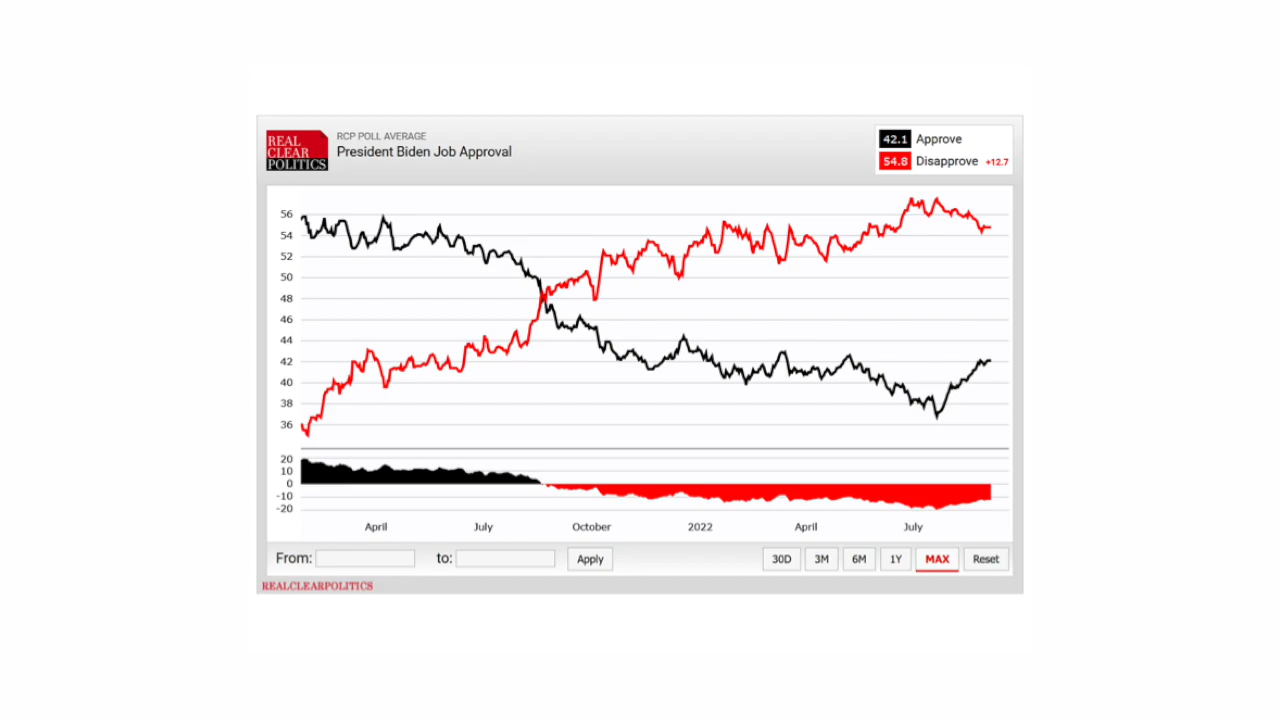 REAL
CLEAR
POLITICS
RCP POLL AVERAGE
President Biden Job Approval
42.1 Approve
54.8 Disapprove +12.7
56
54
52
50
48
46
44
42
40
38
36
20
10
0
-10
-20
April July October 2022 April July
From: to: Apply 30D 3M 6M 1Y MAX Reset
REALCLEARPOLITICS